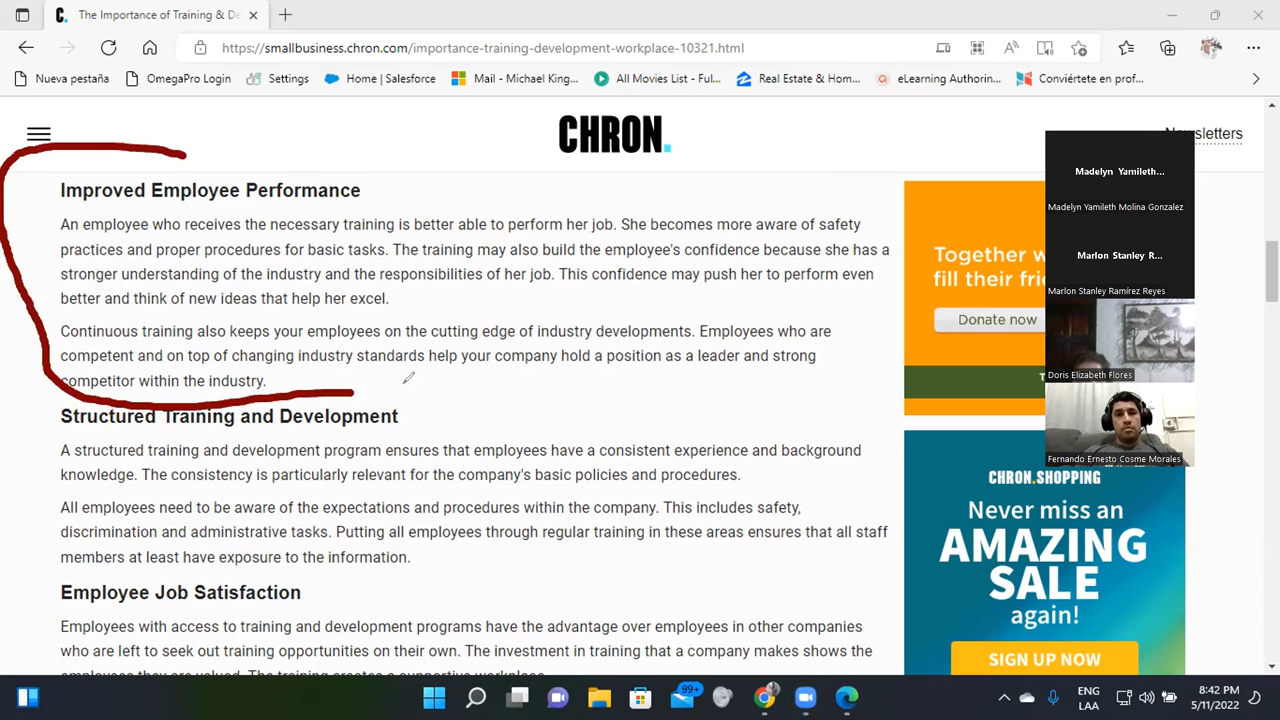 The Importance of Training & De
https://smallbusiness.chron.com/importance-training-development-workplace-10321.html
Nueva pestaña
OmegaPro Login
Settings
Home | Salesforce
Mail - Michael King...
All Movies List - Ful...
Real Estate & Hom...
eLearning Authorin...
Conviértete en prof...
CHRON.
Newsletters
Improved Employee Performance
An employee who receives the necessary training is better able to perform her job. She becomes more aware of safety
practices and proper procedures for basic tasks. The training may also build the employee's confidence because she has a
stronger understanding of the industry and the responsibilities of her job. This confidence may push her to perform even
better and think of new ideas that help her excel.
Continuous training also keeps your employees on the cutting edge of industry developments. Employees who are
competent and on top of changing industry standards help your company hold a position as a leader and strong
competitor within the industry.
Structured Training and Development
A structured training and development program ensures that employees have a consistent experience and background
knowledge. The consistency is particularly relevant for the company's basic policies and procedures.
All employees need to be aware of the expectations and procedures within the company. This includes safety,
discrimination and administrative tasks. Putting all employees through regular training in these areas ensures that all staff
members at least have exposure to the information.
Employee Job Satisfaction
Employees with access to training and development programs have the advantage over employees in other companies
who are left to seek out training opportunities on their own. The investment in training that a company makes shows the
Together w
fill their fri
Donate now
Madelyn Yamileth...
Madelyn Yamileth Molina Gonzalez
Marlon Stanley R...
Marlon Stanley Ramírez Reyes
Doris Elizabeth Flores
Fernando Ernesto Cosme Morales
CHRON.SHOPPING
Never miss an
AMAZING
SALE
again!
SIGN UP NOW
99+
ENG
LAA
8:42 PM
5/11/2022